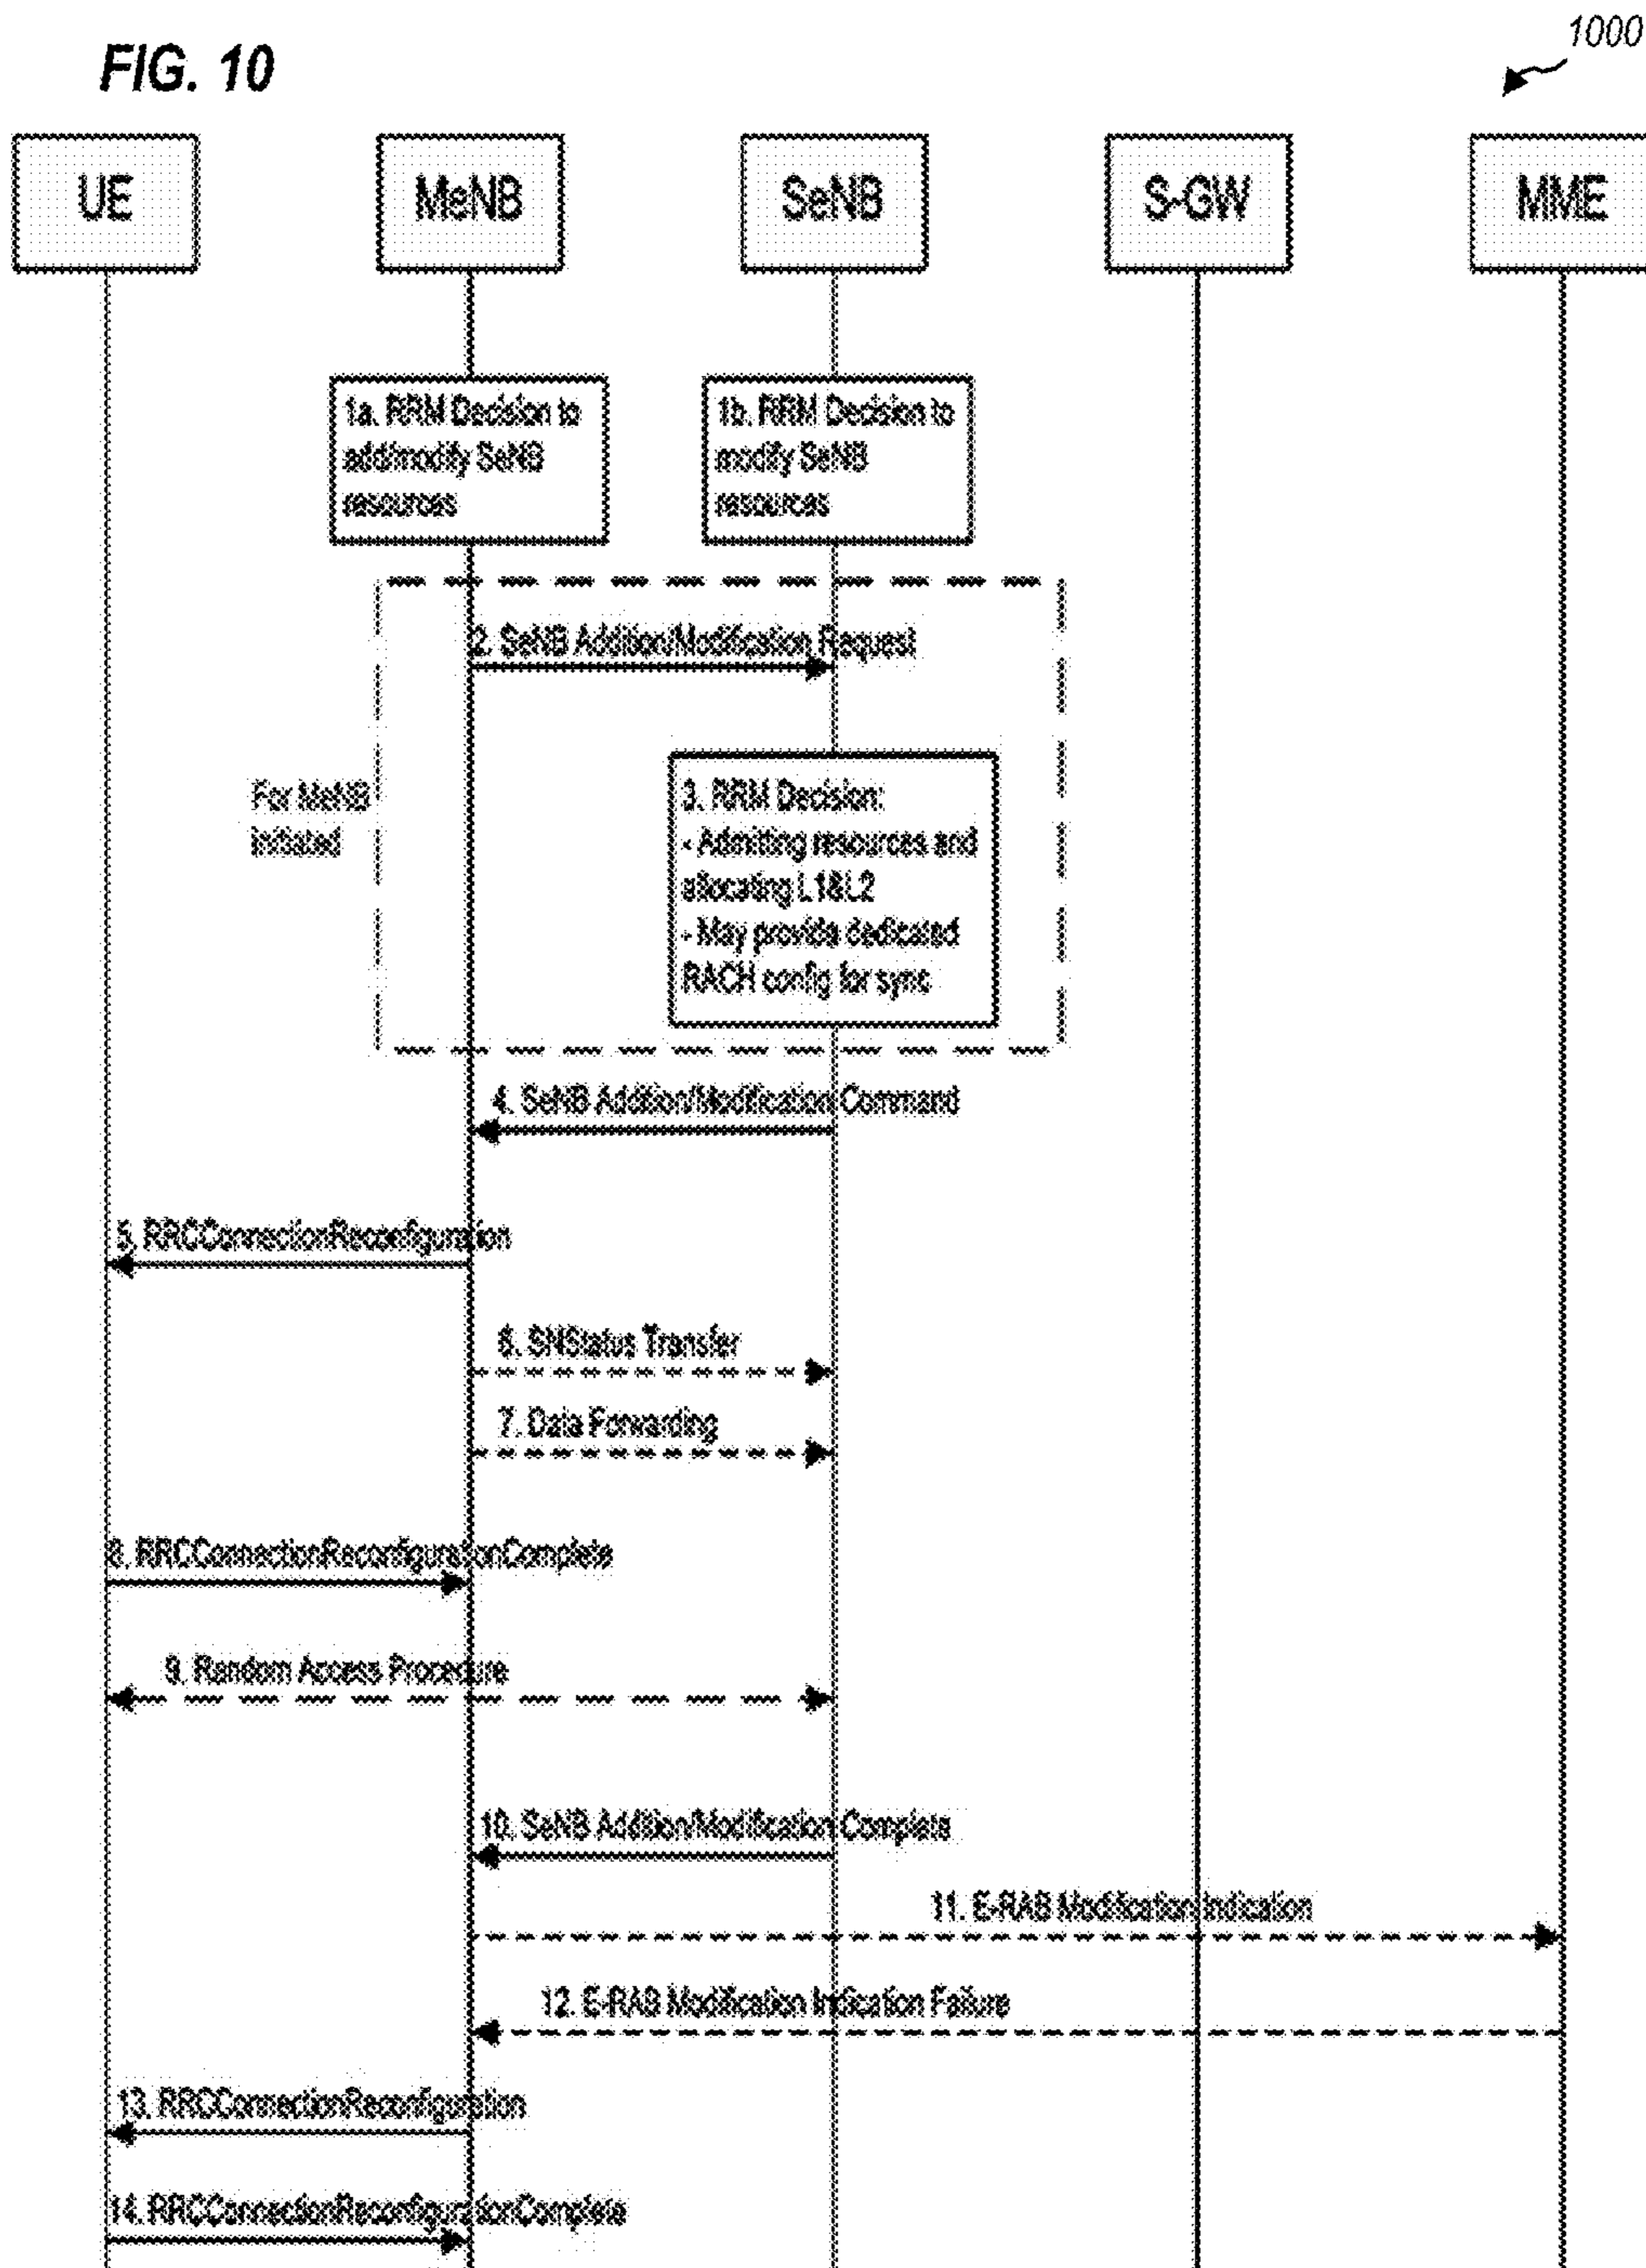 FIG. 10
1000
UE
MeNB
SeNB
S-GW
MME
1a. RRM Decision to
add/modify SeNB
resources
1b. RRM Decision to
modify SeNB
resources
2. SeNB Addition/Modification Request
For MeNB
initiated
3. RRM Decision:
- Admitting resources and
allocating L1&L2
- May provide dedicated
RACH config for sync
4. SeNB Addition/Modification Command
5. RRCConnectionReconfiguration
6. SNStatus Transfer
7. Data Forwarding
8. RRCConnectionReconfigurationComplete
9. Random Access Procedure
10. SeNB Addition/Modification Complete
11. E-RAB Modification Indication
12. E-RAB Modification Indication Failure
13. RRCConnectionReconfiguration
14. RRCConnectionReconfigurationComplete